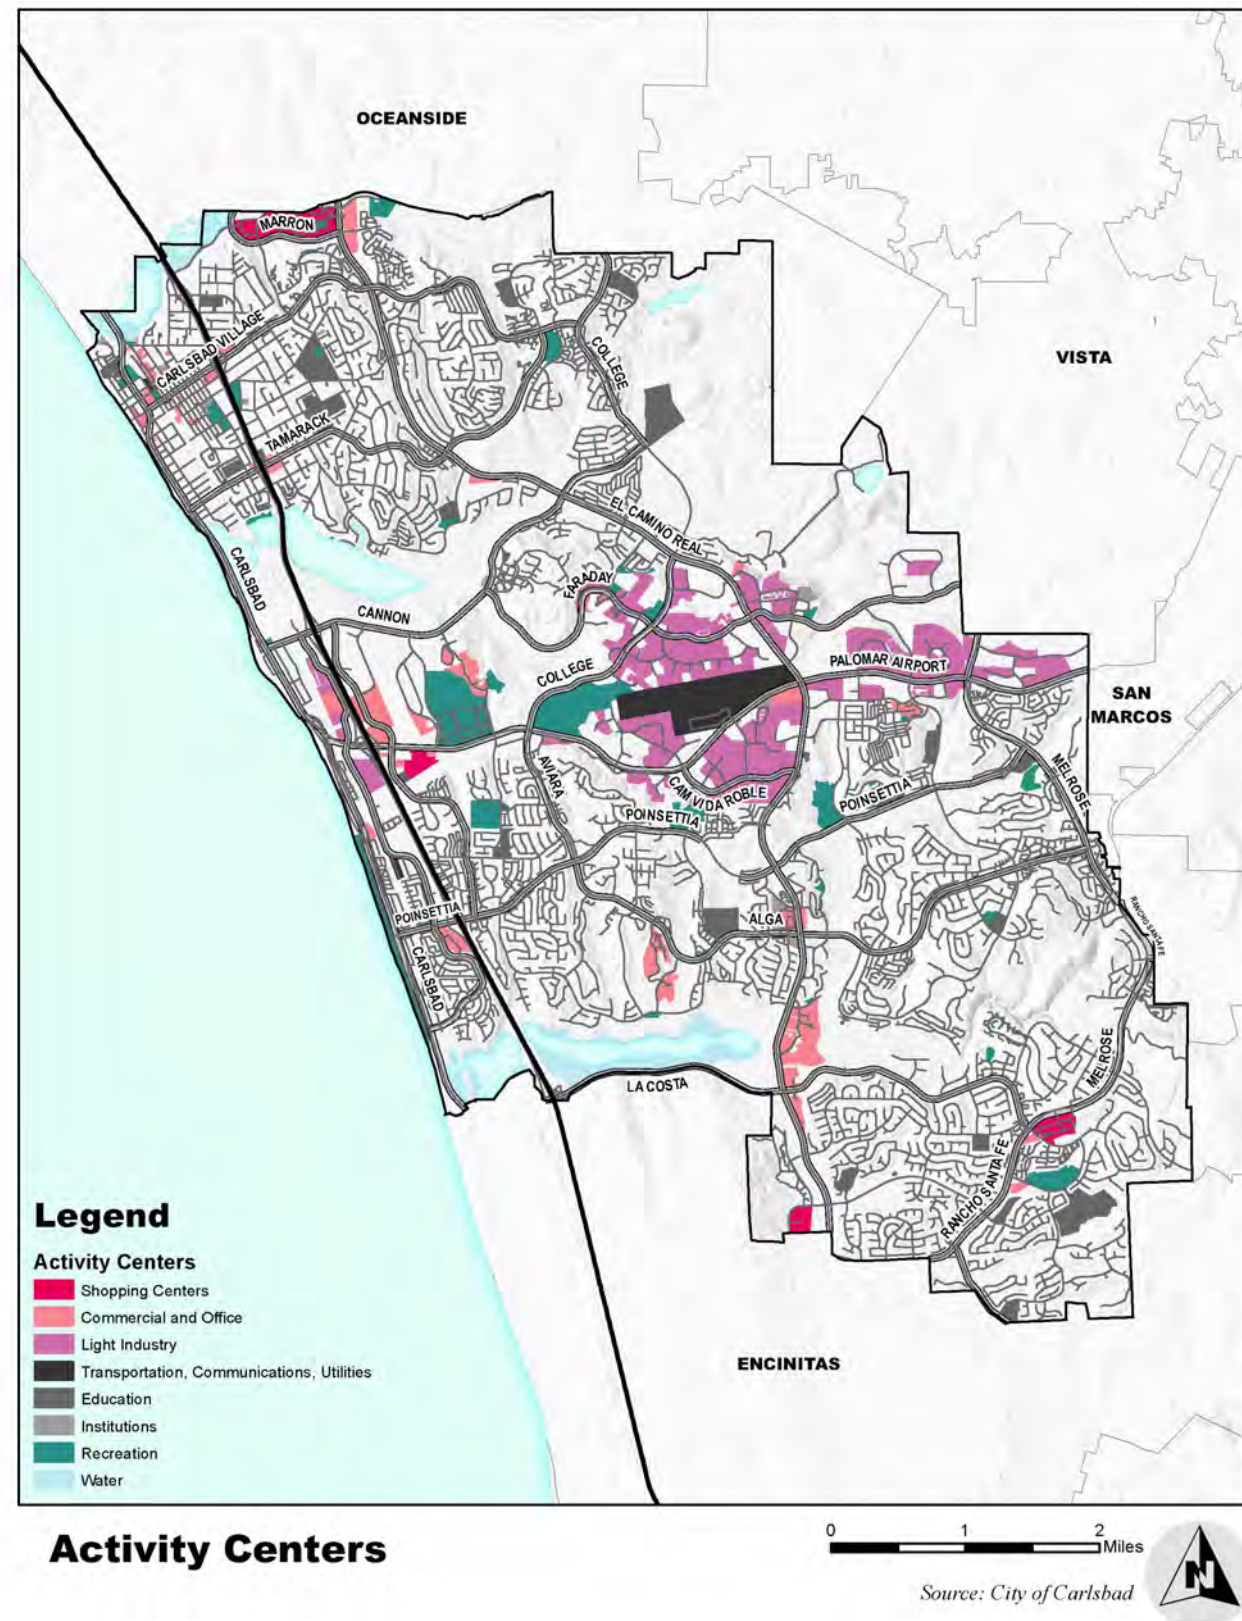 OCEANSIDE
MARRON
CARLSBAD VILLAGE
COLLEGE
VISTA
TAMARACK
EL CAMINO REAL
CARLSBAD
FARADAY
CANNON
COLLEGE
PALOMAR AIRPORT
SAN
MARCOS
AVIARA
CAM VIDA ROBLE
MELROSE
POINSETTIA
POINSETTIA
POINSETTIA
ALGA
RANCHO SANTA FE
CARLSBAD
LA COSTA
MELROSE
RANCHO SANTA FE
ENCINITAS
Legend
Activity Centers
Shopping Centers
Commercial and Office
Light Industry
Transportation, Communications, Utilities
Education
Institutions
Recreation
Water
Activity Centers
0 1 2
Miles
Source: City of Carlsbad
N